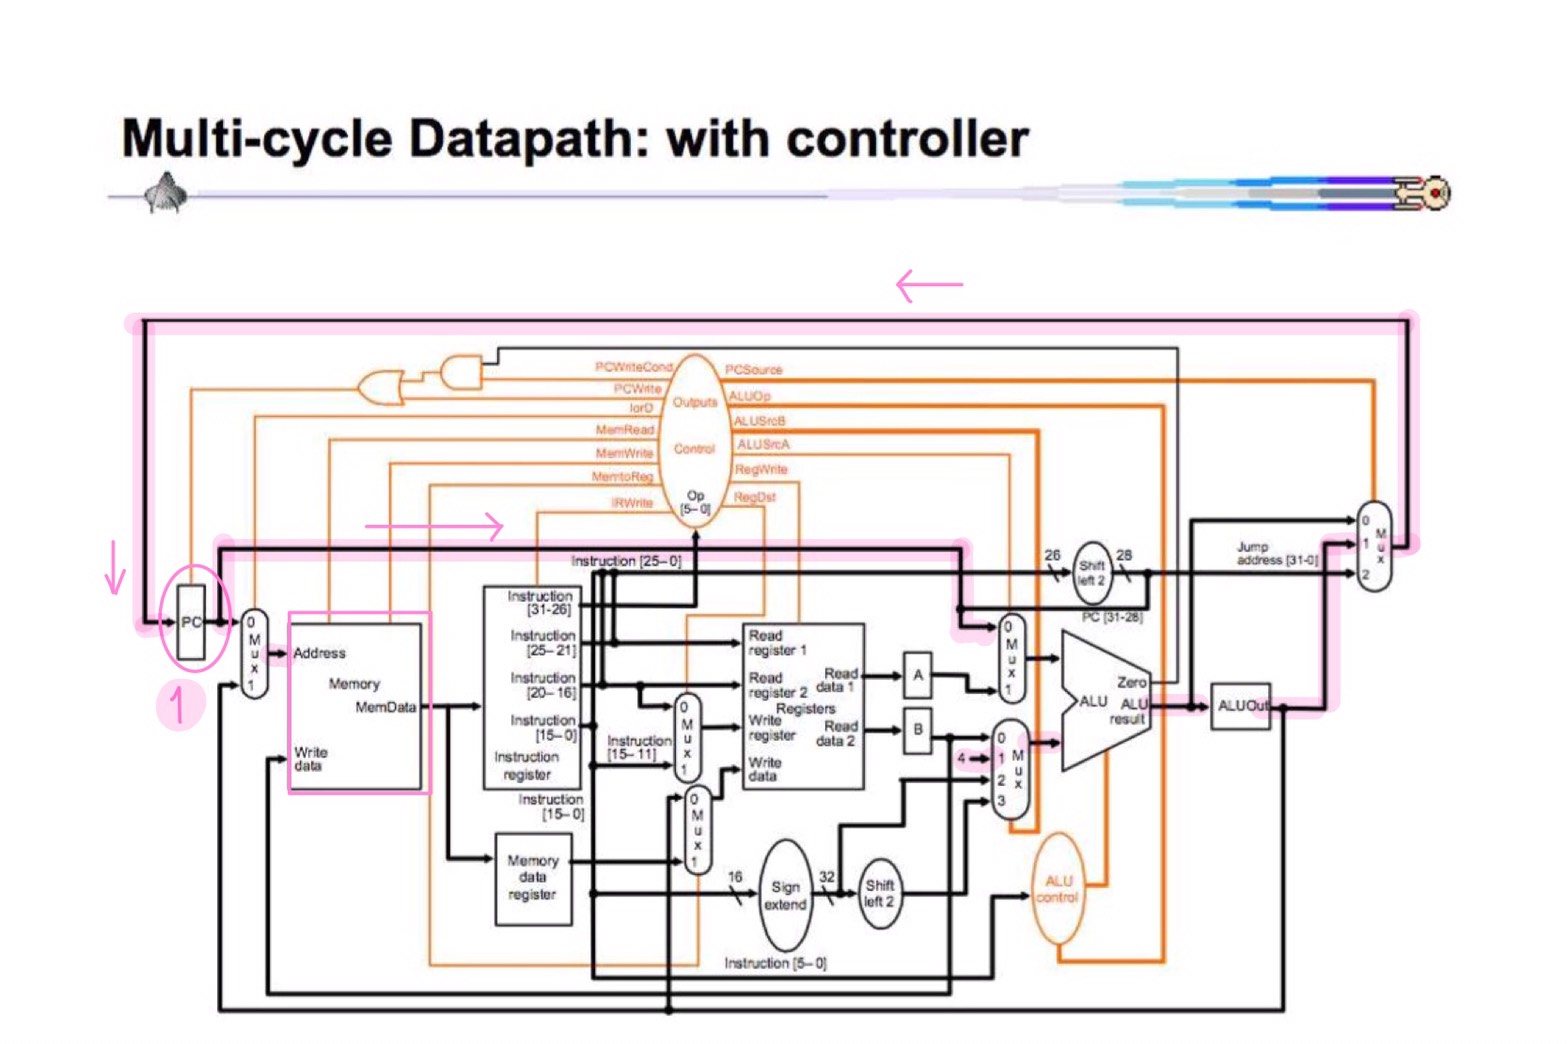 Multi-cycle Datapath: with controller
PCWriteCond
PCWrite
IorD
MemRead
MemWrite
MemtoReg
IRWrite
Outputs
Control
Op
[5–0]
PCSource
ALUOp
ALUSrcB
ALUSrcA
RegWrite
RegDst
PC
1
0
M
u
x
1
Address
Memory
MemData
Write
data
Instruction [25–0]
Instruction
[31-26]
Instruction
[25–21]
Instruction
[20–16]
Instruction
[15–0]
Instruction
register
Instruction
[15–0]
Memory
data
register
0
M
u
x
1
Instruction
[15–11]
0
M
u
x
1
Read
register 1
Read
register 2
Registers
Write
register
Write
data
Read
data 1
Read
data 2
16
Sign
extend
32
Shift
left 2
Instruction [5–0]
A
B
4
0
M
u
x
1
0
1
2
3
M
u
x
26
Shift
left 2
28
PC [31-28]
Jump
address [31-0]
Zero
ALU
ALU
result
ALU
control
ALUOut
0
1
2
M
u
x